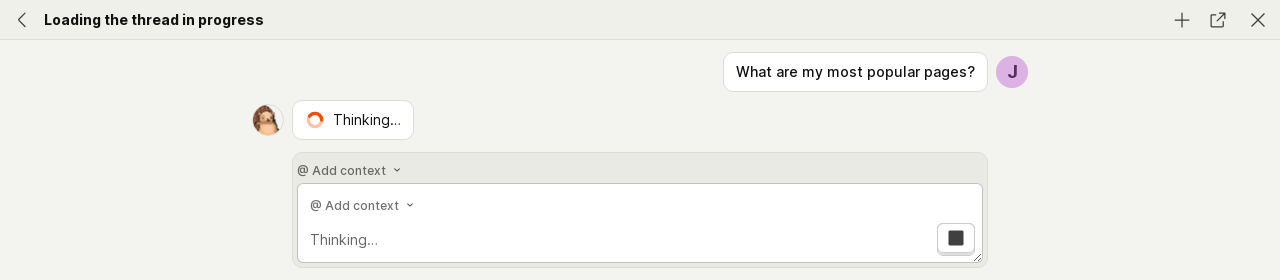 Loading the thread in progress
What are my most popular pages?
J
Thinking...
@ Add context
@ Add context
Thinking...